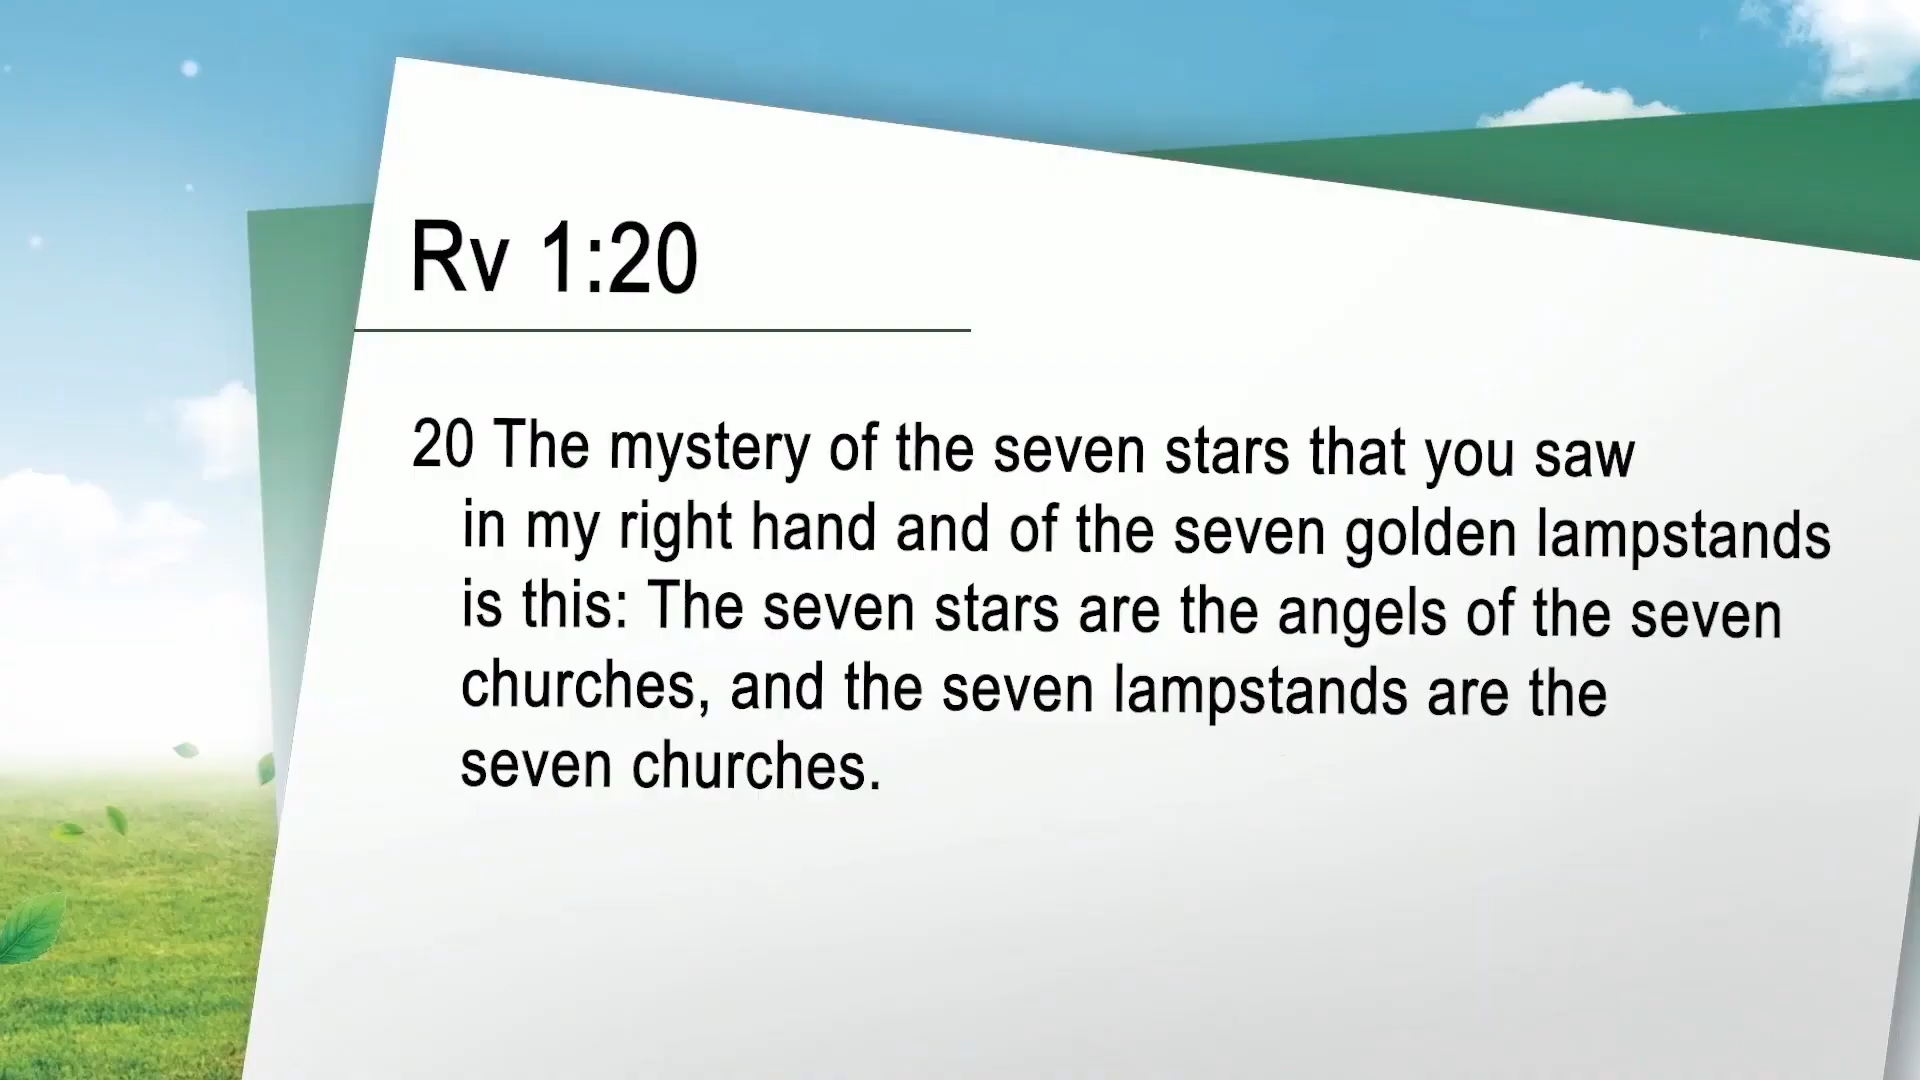 Rv 1:20
20 The mystery of the seven stars that you saw
in my right hand and of the seven golden lampstands
is this: The seven stars are the angels of the seven
churches, and the seven lampstands are the
seven churches.